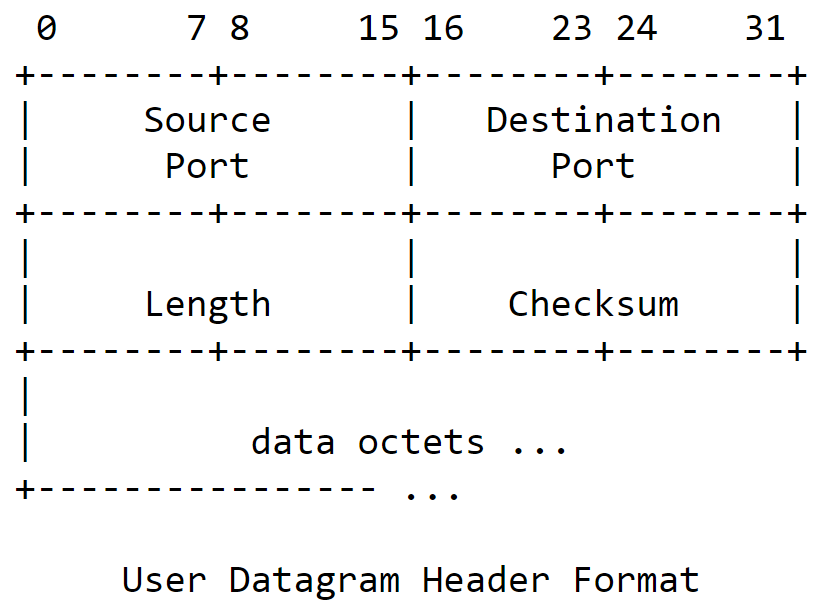 0      7 8     15 16    23 24    31
+--------+--------+--------+--------+
|     Source      |   Destination   |
|      Port       |      Port       |
+--------+--------+--------+--------+
|                 |                 |
|     Length      |    Checksum     |
+--------+--------+--------+--------+
|
|          data octets ...
+---------------- ...
User Datagram Header Format